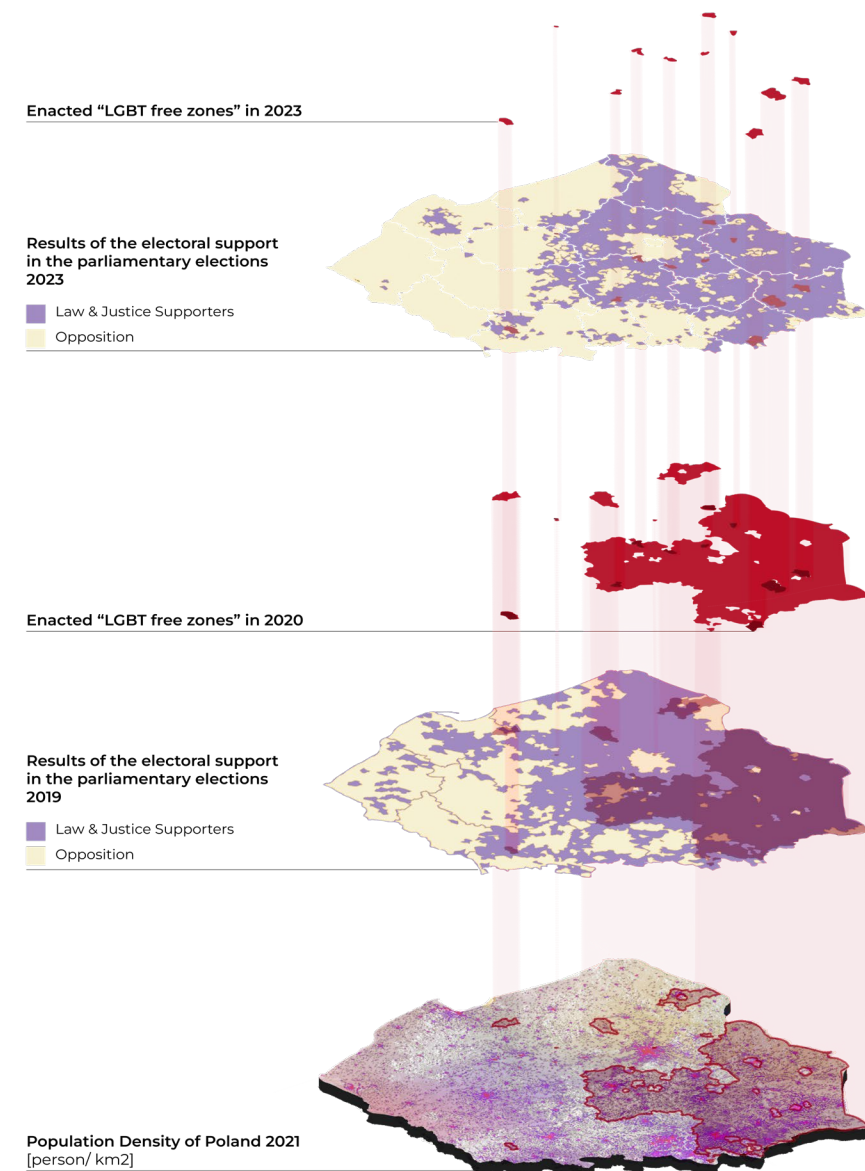 Enacted “LGBT free zones” in 2023
Results of the electoral support
in the parliamentary elections
2023
Law & Justice Supporters
Opposition
Enacted “LGBT free zones” in 2020
Results of the electoral support
in the parliamentary elections
2019
Law & Justice Supporters
Opposition
Population Density of Poland 2021
[person/ km2]